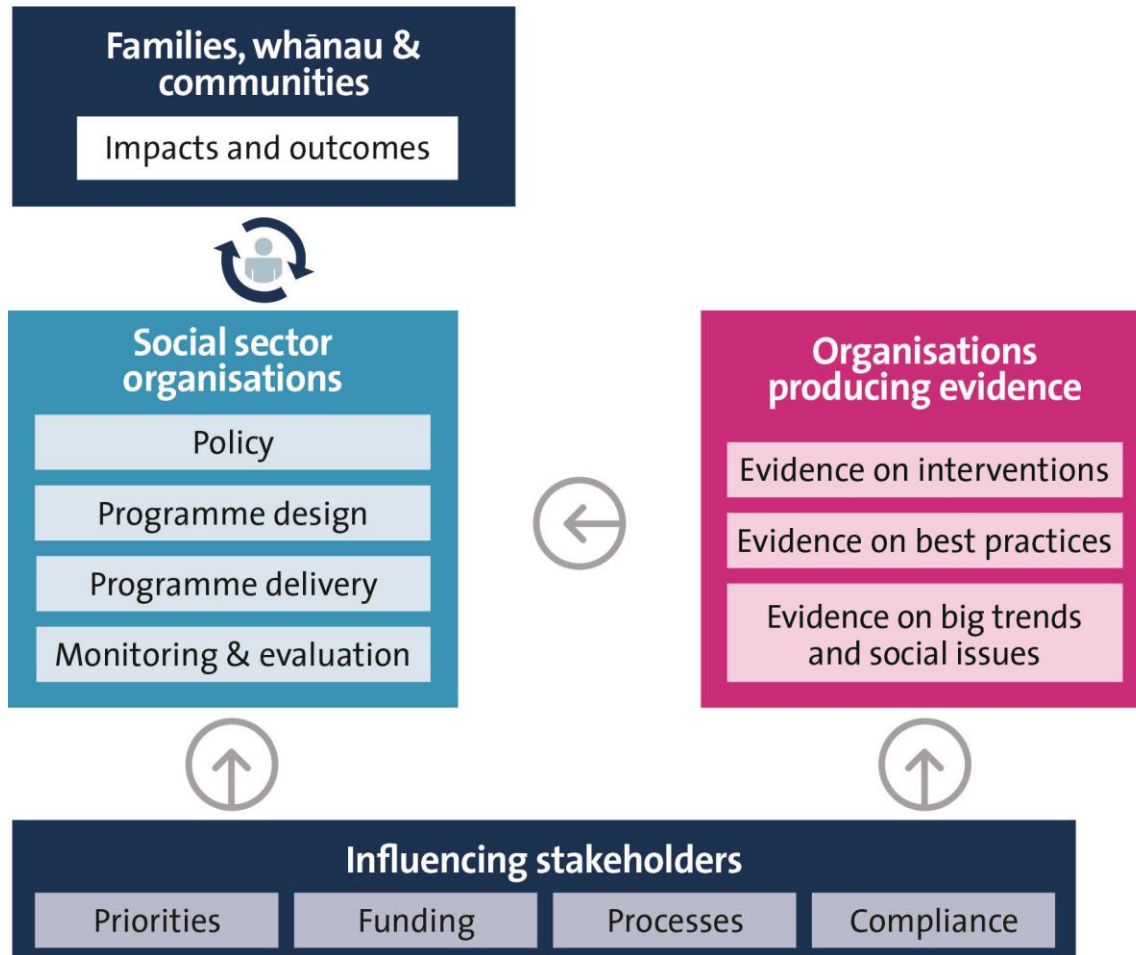 Families, whānau &
communities
Impacts and outcomes
Social sector
organisations
Policy
Programme design
Programme delivery
Monitoring & evaluation
Organisations
producing evidence
Evidence on interventions
Evidence on best practices
Evidence on big trends
and social issues
Influencing stakeholders
Priorities
Funding
Processes
Compliance